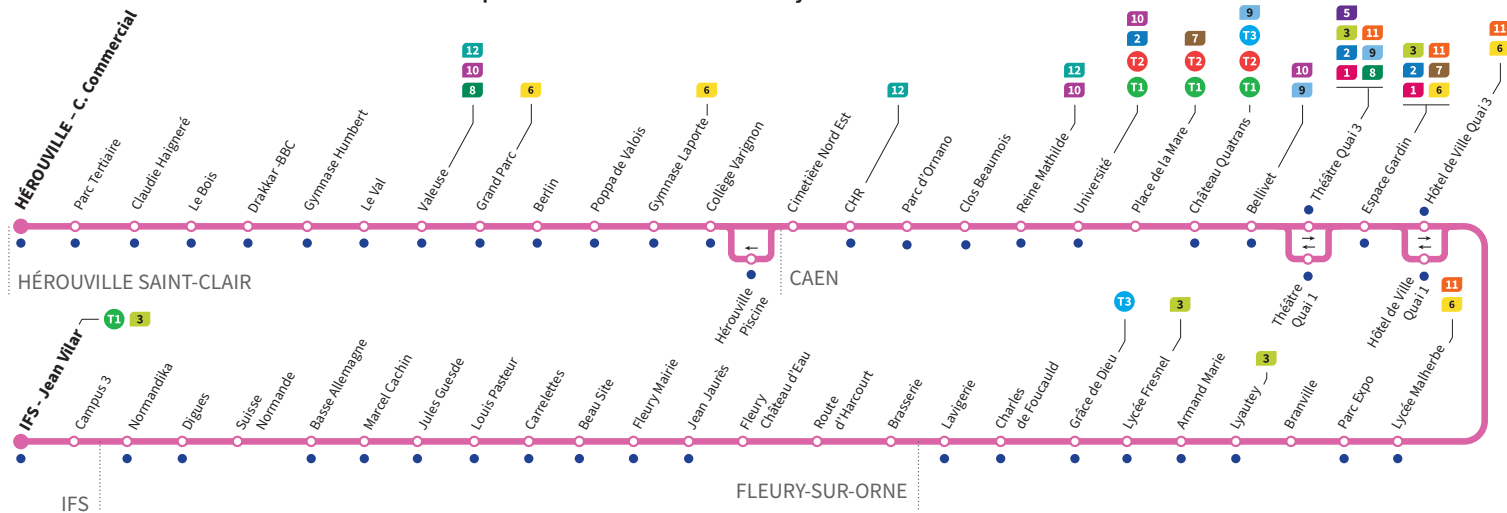 HÉROUVILLE – C. Commercial
Parc Tertiaire
Claudie Haigneré
Le Bois
Drakkar-BBC
Gymnase Humbert
Le Val
Valeuse
12
10
8
Grand Parc
6
Berlin
Poppa de Valois
Gymnase Laporte
6
Collège Varignon
Cimetière Nord Est
CHR
12
Parc d'Ornano
Clos Beaumois
Reine Mathilde
12
10
Université
10
2
T2
T1
Place de la Mare
7
T2
T1
Château Quatrans
9
T3
T2
T1
Bellivet
10
9
Théâtre Quai 3
5
3 11
2 9
1 8
Espace Gardin
3 11
2 7
1 6
Hôtel de Ville Quai 3
11
6
Hérouville
Piscine
Théâtre
Quai 1
Hôtel de Ville
Quai 1
HÉROUVILLE SAINT-CLAIR
CAEN
IFS - Jean Vilar
T1 3
Campus 3
Normandika
Digues
Suisse
Normande
Basse Allemagne
Marcel Cachin
Jules Guesde
Louis Pasteur
Carrelettes
Beau Site
Fleury Mairie
Jean Jaurès
Fleury
Château d'Eau
Route
d'Harcourt
Brasserie
Lavigerie
Charles
de Foucauld
Grâce de Dieu
T3
Lycée Fresnel
3
Armand Marie
Lyautey
3
Branville
Parc Expo
Lycée Malherbe
11
6
IFS
FLEURY-SUR-ORNE